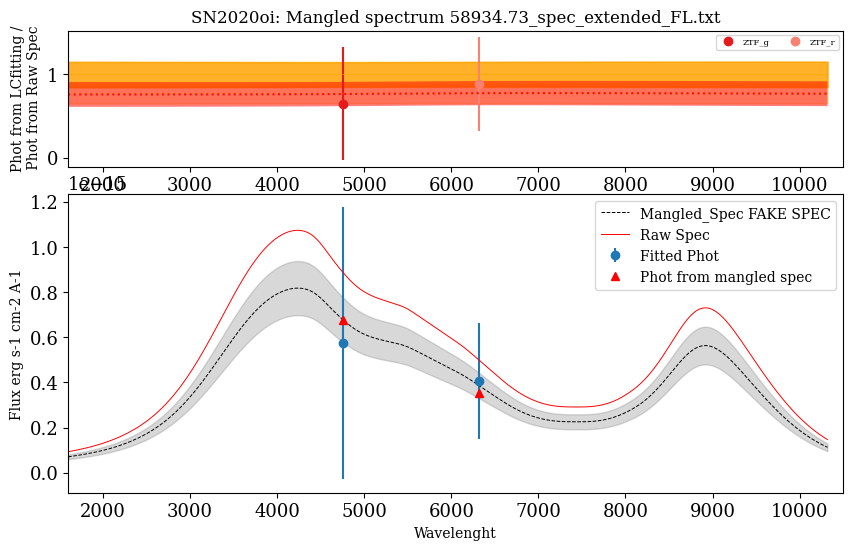 SN2020oi: Mangled spectrum 58934.73_spec_extended_FL.txt
Phot from LCfitting /
Phot from Raw Spec
1
0
ZTF_g ZTF_r
2000 3000 4000 5000 6000 7000 8000 9000 10000
1e−15
1.2
1.0
0.8
0.6
0.4
0.2
0.0
Flux erg s-1 cm-2 A-1
Mangled_Spec FAKE SPEC
Raw Spec
Fitted Phot
Phot from mangled spec
2000 3000 4000 5000 6000 7000 8000 9000 10000
Wavelenght